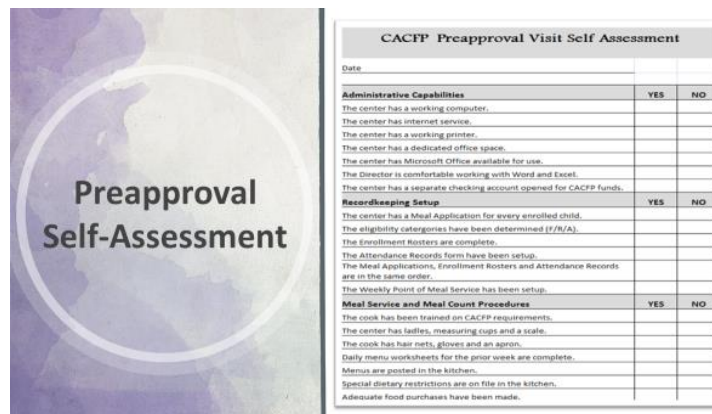 Preapproval
Self-Assessment
CACFP Preapproval Visit Self Assessment
Date
Administrative Capabilities YES NO
The center has a working computer.
The center has internet service.
The center has a working printer.
The center has a dedicated office space.
The center has Microsoft Office available for use.
The Director is comfortable working with Word and Excel.
The center has a separate checking account opened for CACFP funds.
Recordkeeping Setup YES NO
The center has a Meal Application for every enrolled child.
The eligibility catergories have been determined (F/R/A).
The Enrollment Rosters are complete.
The Attendance Records form have been setup.
The Meal Applications, Enrollment Rosters and Attendance Records
are in the same order.
The Weekly Point of Meal Service has been setup.
Meal Service and Meal Count Procedures YES NO
The cook has been trained on CACFP requirements.
The center has ladles, measuring cups and a scale.
The cook has hair nets, gloves and an apron.
Daily menu worksheets for the prior week are complete.
Menus are posted in the kitchen.
Special dietary restrictions are on file in the kitchen.
Adequate food purchases have been made.